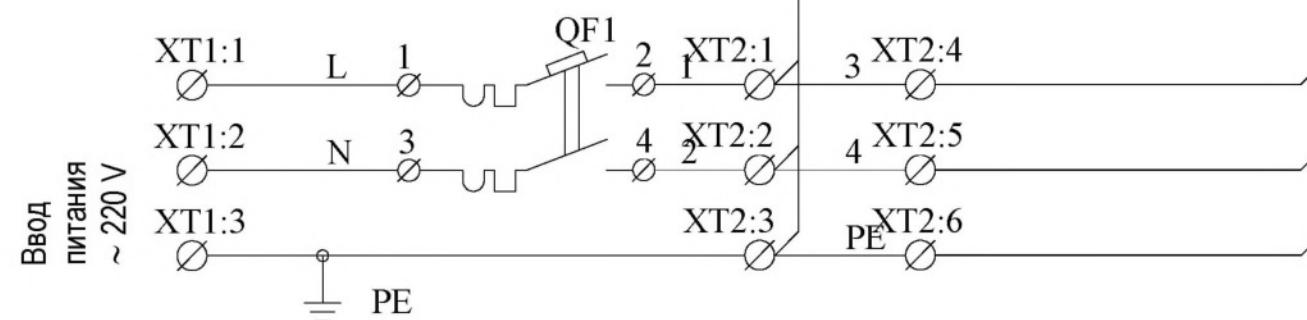 QF1
XT1:1 L 1 2 1 XT2:1 3 XT2:4
XT1:2 N 3 4 2 XT2:2 4 XT2:5
XT1:3 XT2:3 PE XT2:6
PE
Ввод
питания
~ 220 V